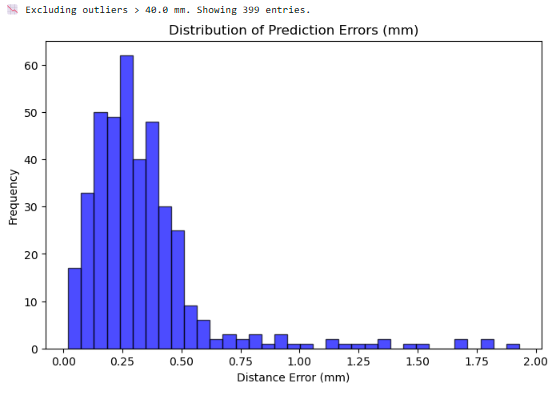 Excluding outliers > 40.0 mm. Showing 399 entries.
Distribution of Prediction Errors (mm)
60
50
40
30
20
10
0
Frequency
0.00 0.25 0.50 0.75 1.00 1.25 1.50 1.75 2.00
Distance Error (mm)